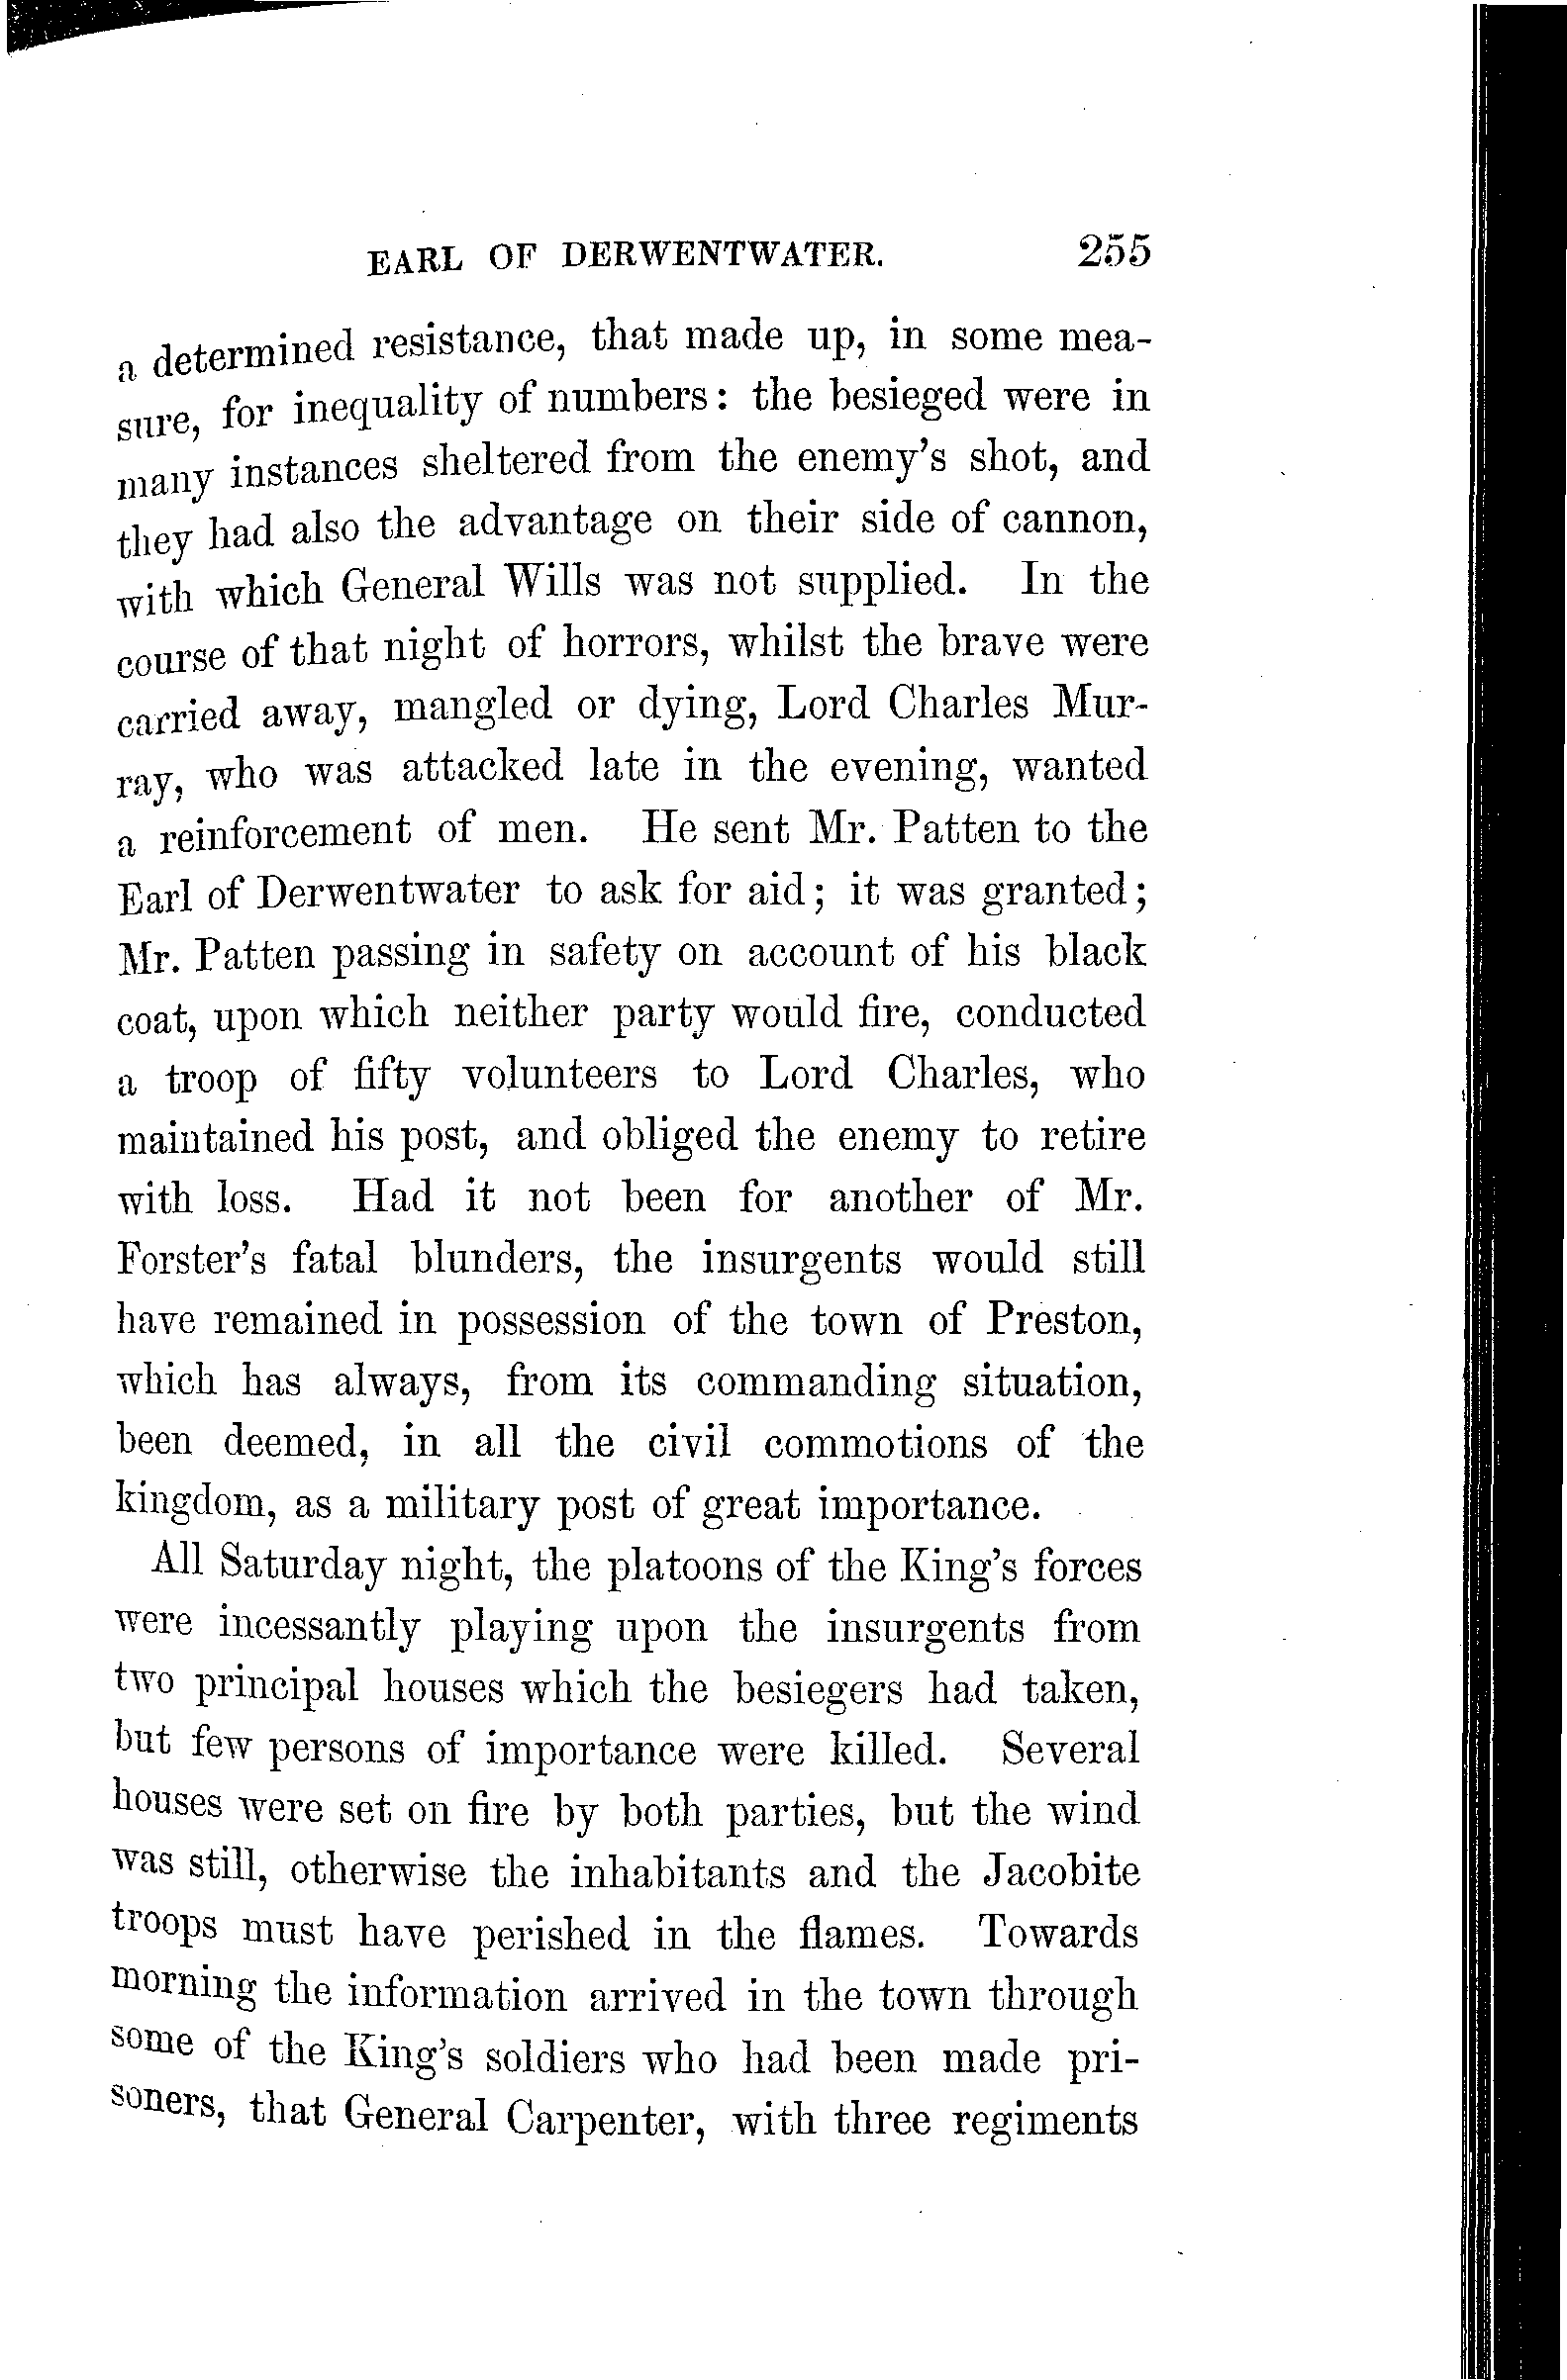 EARL OF DERWENTWATER. 255
a determined resistance, that made up, in some mea-
sure, for inequality of numbers: the besieged were in
many instances sheltered from the enemy's shot, and
they had also the advantage on their side of cannon,
with which General Wills was not supplied. In the
course of that night of horrors, whilst the brave were
carried away, mangled or dying, Lord Charles Mur-
ray, who was attacked late in the evening, wanted
a reinforcement of men. He sent Mr. Patten to the
Earl of Derwentwater to ask for aid; it was granted;
Mr. Patten passing in safety on account of his black
coat, upon which neither party would fire, conducted
a troop of fifty volunteers to Lord Charles, who
maintained his post, and obliged the enemy to retire
with loss. Had it not been for another of Mr.
Forster's fatal blunders, the insurgents would still
have remained in possession of the town of Preston,
which has always, from its commanding situation,
been deemed, in all the civil commotions of the
kingdom, as a military post of great importance.
All Saturday night, the platoons of the King's forces
were incessantly playing upon the insurgents from
two principal houses which the besiegers had taken,
but few persons of importance were killed. Several
houses were set on fire by both parties, but the wind
was still, otherwise the inhabitants and the Jacobite
troops must have perished in the flames. Towards
morning the information arrived in the town through
some of the King's soldiers who had been made pri-
soners, that General Carpenter, with three regiments